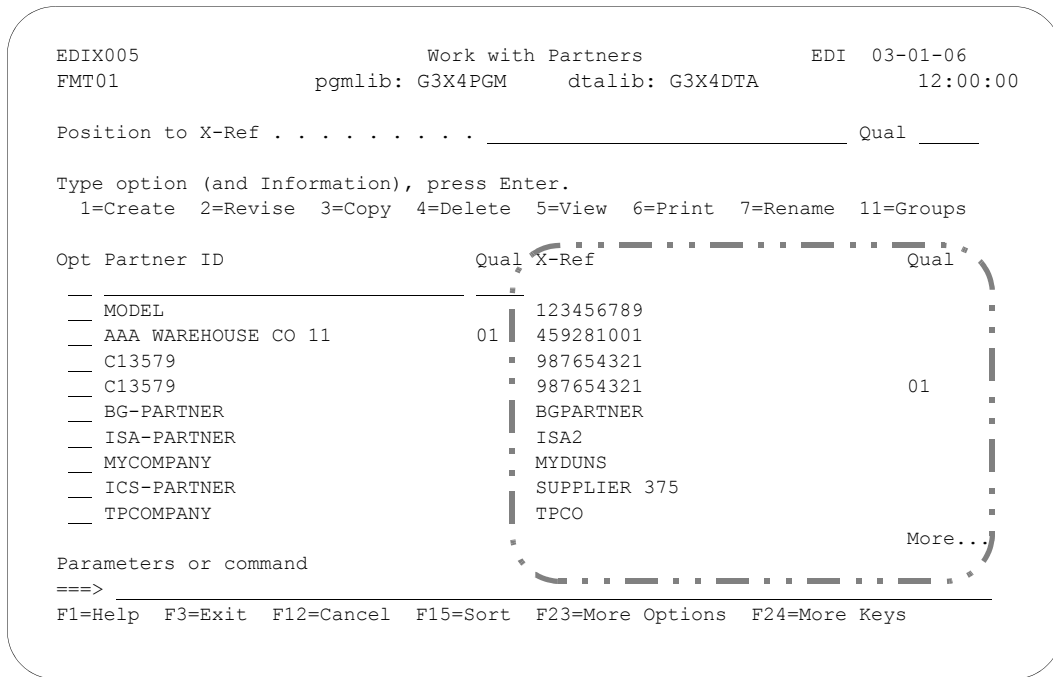 EDIX005 Work with Partners EDI 03-01-06
FMT01 pgmlib: G3X4PGM dtalib: G3X4DTA 12:00:00
Position to X-Ref . . . . . . . . . Qual
Type option (and Information), press Enter.
1=Create 2=Revise 3=Copy 4=Delete 5=View 6=Print 7=Rename 11=Groups
Opt Partner ID Qual X-Ref Qual
MODEL 123456789
AAA WAREHOUSE CO 11 01 459281001
C13579 987654321
C13579 987654321 01
BG-PARTNER BGPARTNER
ISA-PARTNER ISA2
MYCOMPANY MYDUNS
ICS-PARTNER SUPPLIER 375
TPCOMPANY TPCO
More...
Parameters or command
===>
F1=Help F3=Exit F12=Cancel F15=Sort F23=More Options F24=More Keys